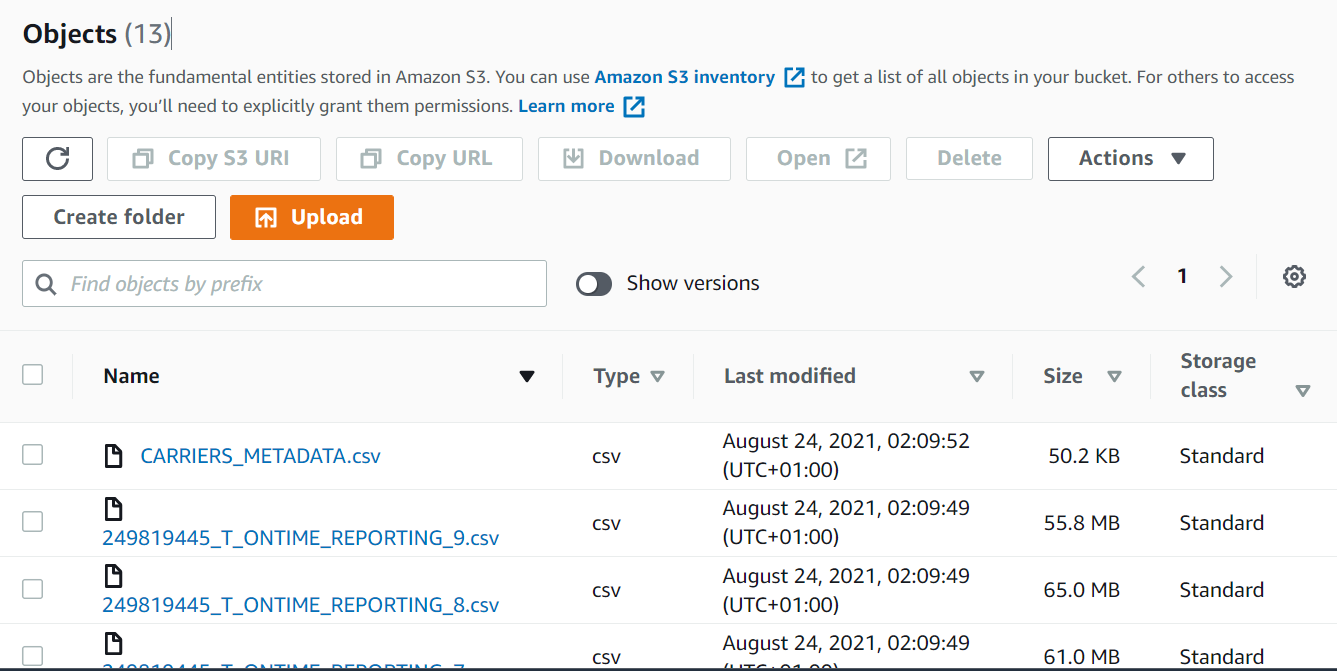 Objects (13)
Objects are the fundamental entities stored in Amazon S3. You can use Amazon S3 inventory to get a list of all objects in your bucket. For others to access
your objects, you’ll need to explicitly grant them permissions. Learn more
Copy S3 URI Copy URL Download Open Delete Actions
Create folder Upload
Find objects by prefix Show versions 1
Name Type Last modified Size Storage
class
CARRIERS_METADATA.csv csv August 24, 2021, 02:09:52
(UTC+01:00) 50.2 KB Standard
249819445_T_ONTIME_REPORTING_9.csv csv August 24, 2021, 02:09:49
(UTC+01:00) 55.8 MB Standard
249819445_T_ONTIME_REPORTING_8.csv csv August 24, 2021, 02:09:49
(UTC+01:00) 65.0 MB Standard
249819445_T_ONTIME_REPORTING_7 csv August 24, 2021, 02:09:49
(UTC+01:00) 61.0 MB Standard